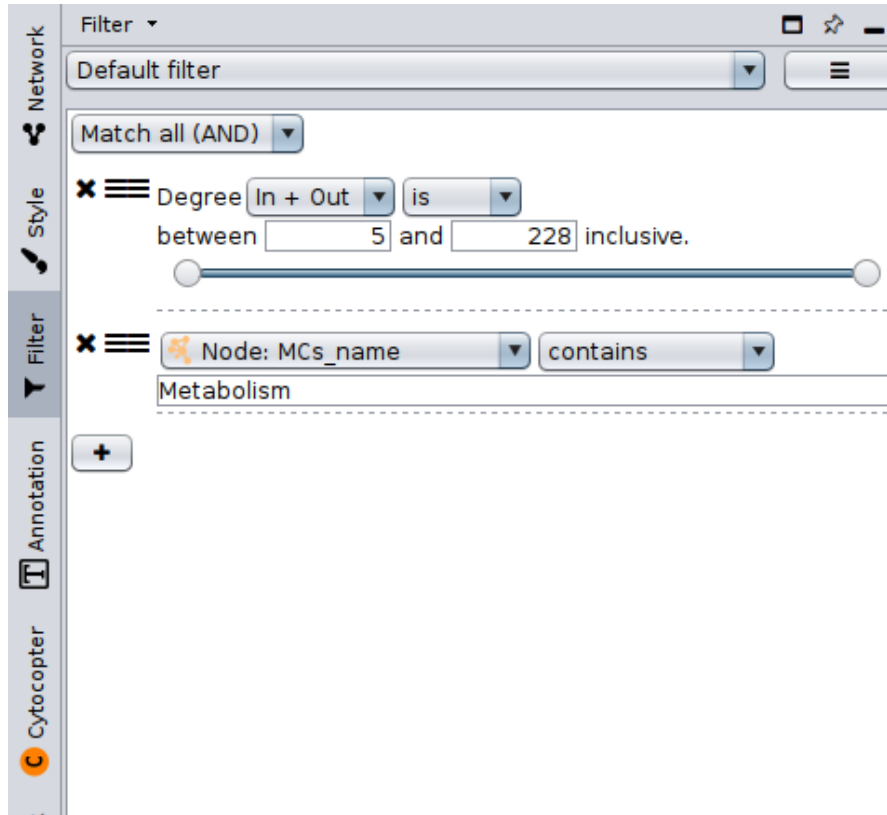 Filter
Default filter
Match all (AND)
Degree In + Out is
between 5 and 228 inclusive.
Node: MCs_name contains
Metabolism
+
Network
Style
Filter
Annotation
T
Cytocopter
C